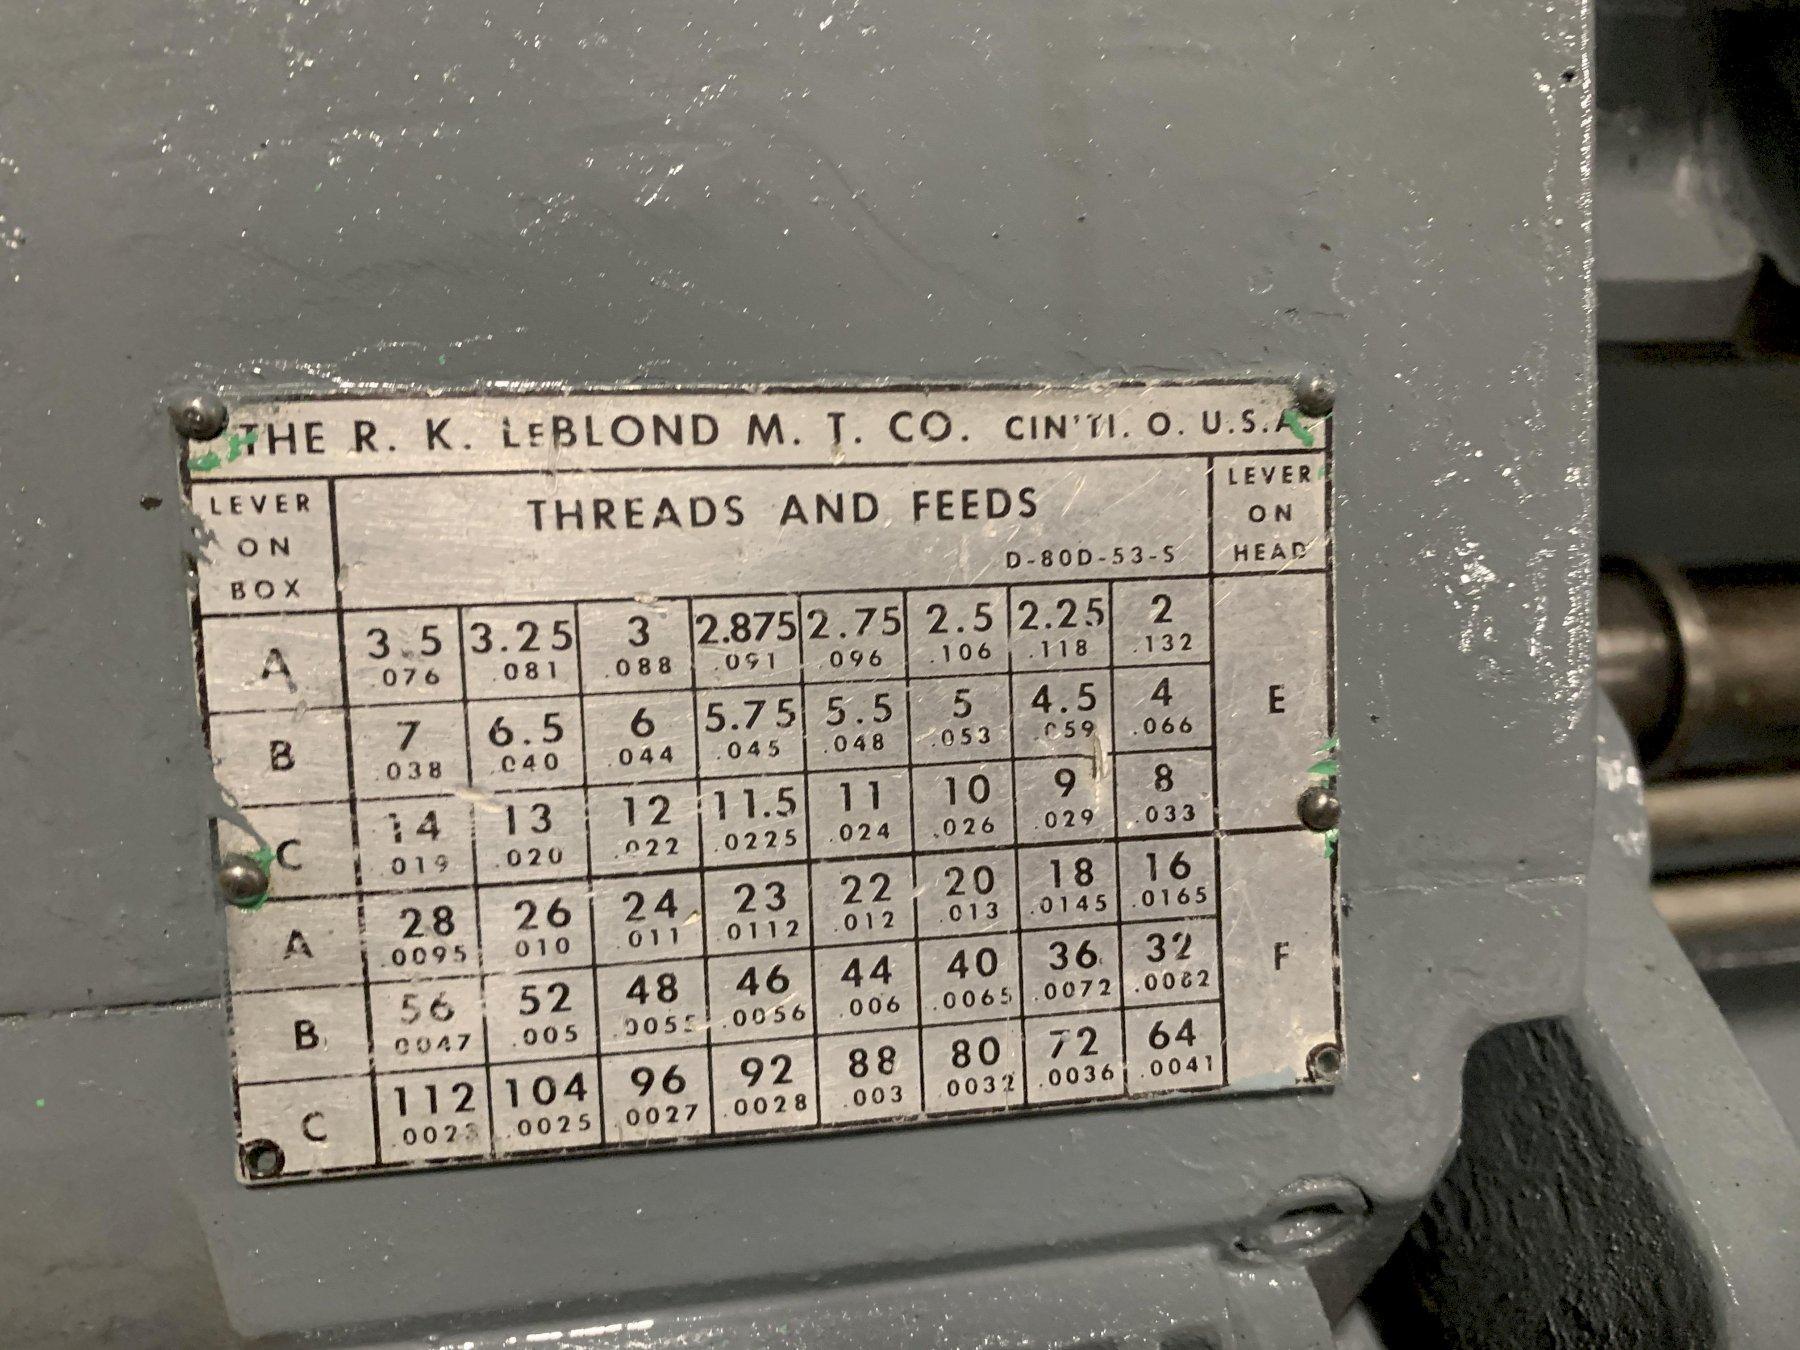 THE R. K. LEBLOND M. T. CO. CIN'TI. O. U.S.A.
LEVER ON BOX
THREADS AND FEEDS
D-80D-53-S
LEVER ON HEAD
A 3.5 3.25 3 2.875 2.75 2.5 2.25 2
.076 .081 .088 .091 .096 .106 .118 .132
E
B 7 6.5 6 5.75 5.5 5 4.5 4
.038 .040 .044 .045 .048 .053 .059 .066
C 14 13 12 11.5 11 10 9 8
.019 .020 .022 .0225 .024 .026 .029 .033
A 28 26 24 23 22 20 18 16
.0095 .010 .011 .0112 .012 .013 .0145 .0165
F
B 56 52 48 46 44 40 36 32
.0047 .005 .0055 .0056 .006 .0065 .0072 .0082
C 112 104 96 92 88 80 72 64
.0023 .0025 .0027 .0028 .003 .0032 .0036 .0041